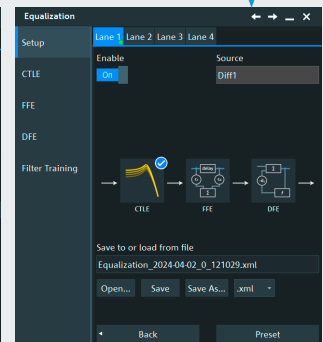 Equalization
Setup
CTLE
FFE
DFE
Filter Training
Lane 1 Lane 2 Lane 3 Lane 4
Enable
Source
On
Diff1
delay
CTLE
FFE
DFE
Save to or load from file
Equalization_2024-04-02_0_121029.xml
Open... Save Save As... .xml
Back
Preset